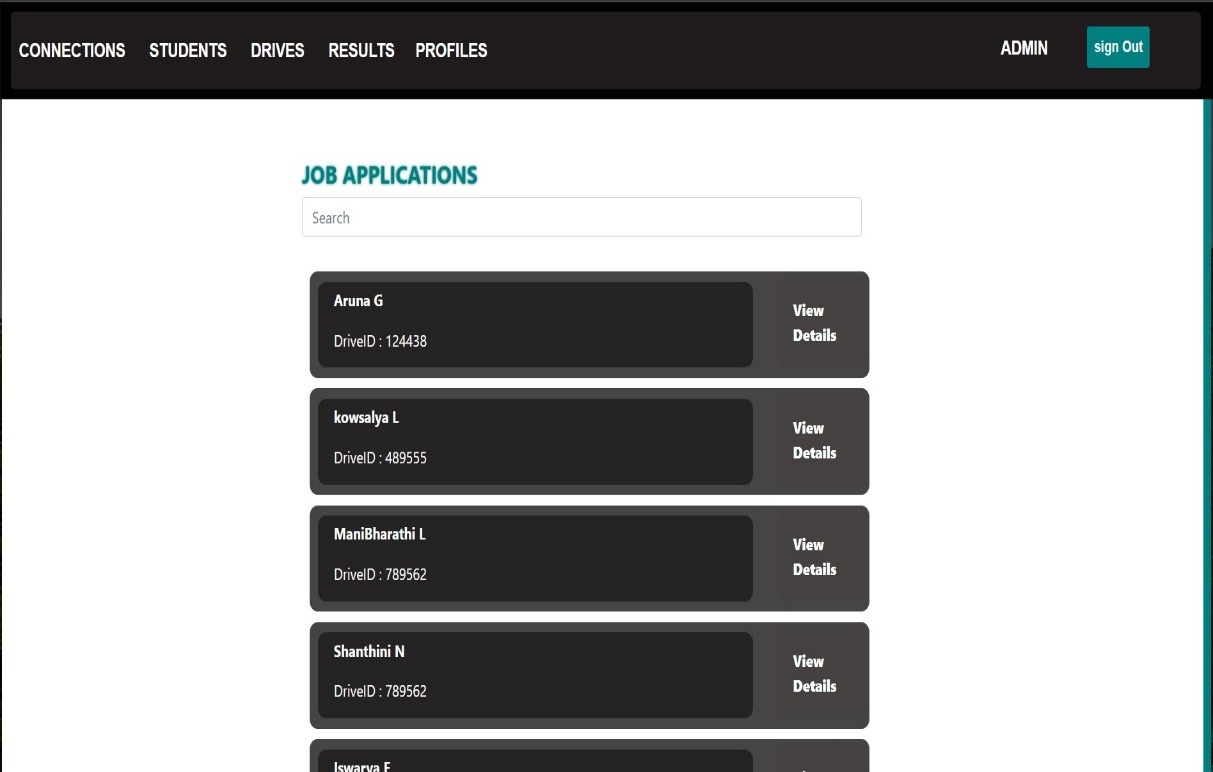 CONNECTIONS STUDENTS DRIVES RESULTS PROFILES ADMIN sign Out
JOB APPLICATIONS
Search
Aruna G
DriveID : 124438
View
Details
kowsalya L
DriveID : 489555
View
Details
ManiBharathi L
DriveID : 789562
View
Details
Shanthini N
DriveID : 789562
View
Details